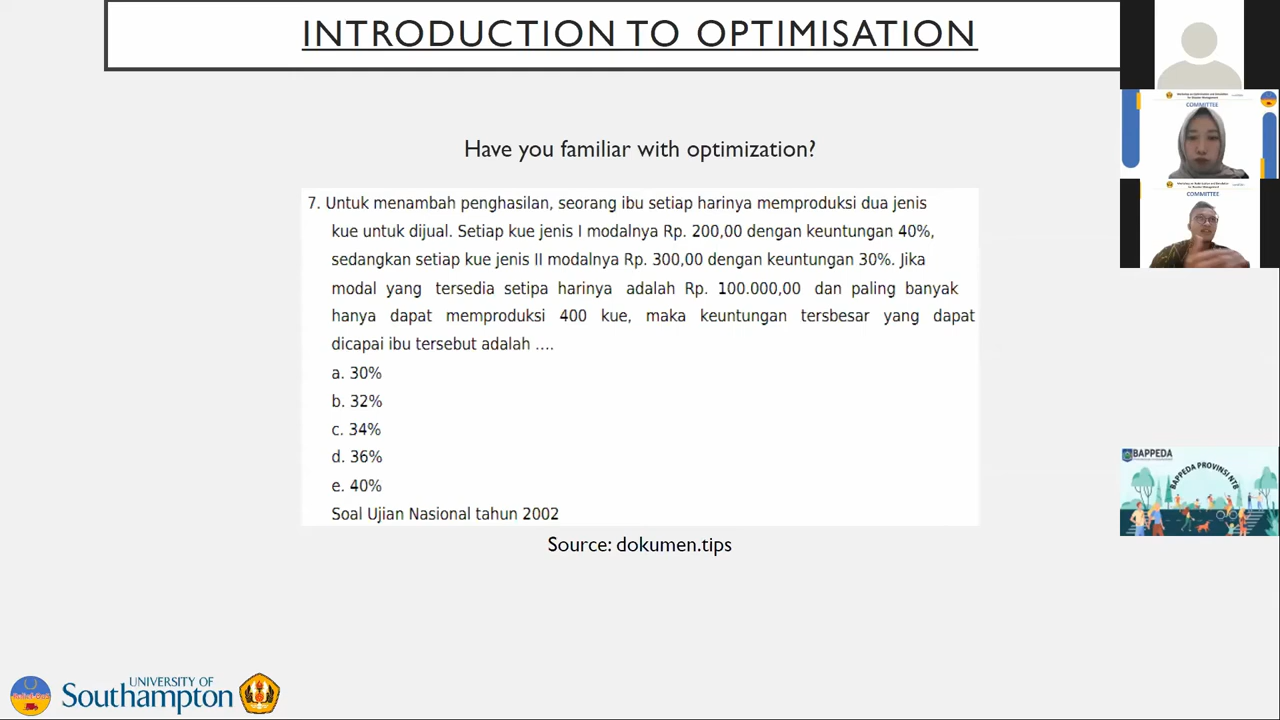 INTRODUCTION TO OPTIMISATION
Have you familiar with optimization?
7. Untuk menambah penghasilan, seorang ibu setiap harinya memproduksi dua jenis
kue untuk dijual. Setiap kue jenis I modalnya Rp. 200,00 dengan keuntungan 40%,
sedangkan setiap kue jenis II modalnya Rp. 300,00 dengan keuntungan 30%. Jika
modal yang tersedia setipa harinya adalah Rp. 100.000,00 dan paling banyak
hanya dapat memproduksi 400 kue, maka keuntungan tersbesar yang dapat
dicapai ibu tersebut adalah ....
a. 30%
b. 32%
c. 34%
d. 36%
e. 40%
Soal Ujian Nasional tahun 2002
Source: dokumen.tips
UNIVERSITY OF
Southampton
COMMITTEE
COMMITTEE
BAPPEDA
BAPPEDA PROVINSI NTB